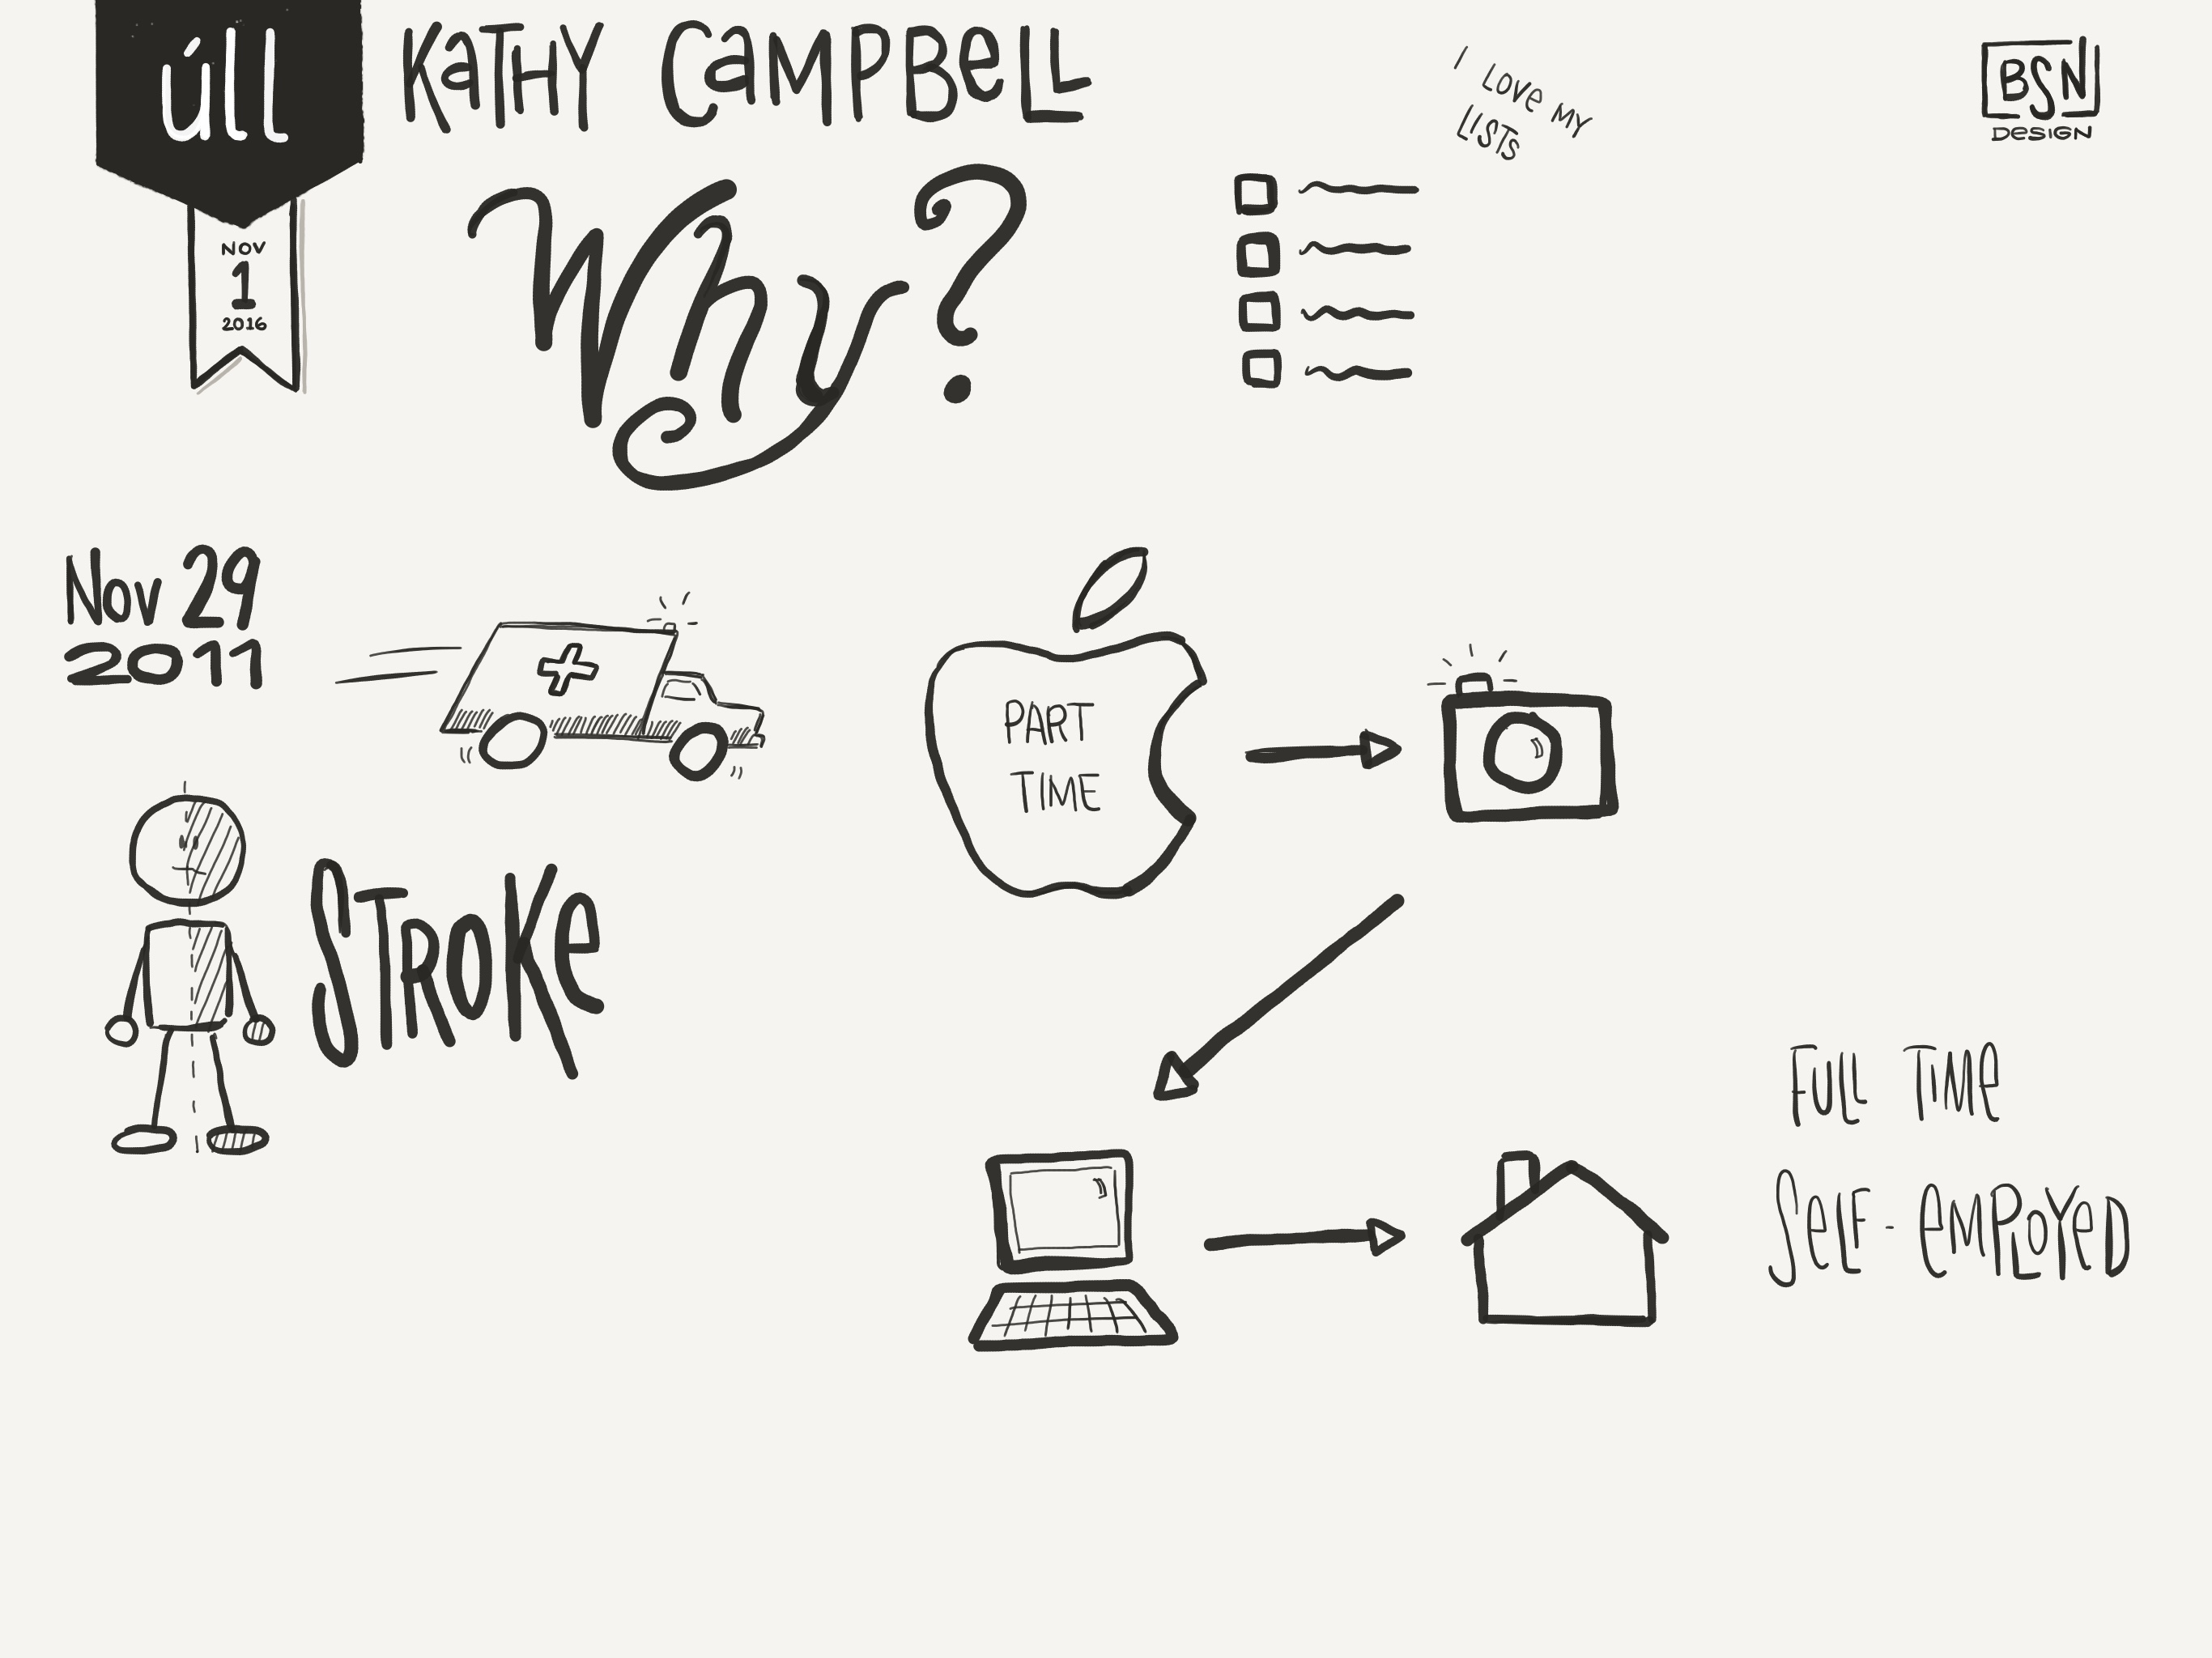 úll
KaTHY CaMPBeLL
I LOVe MY
LISTS
BSN
DeSIGN
NOV
1
2016
Why?
Nov 29
2011
PART
TIME
STROKe
FULL TIMe
SeLF-eMPLOYeD